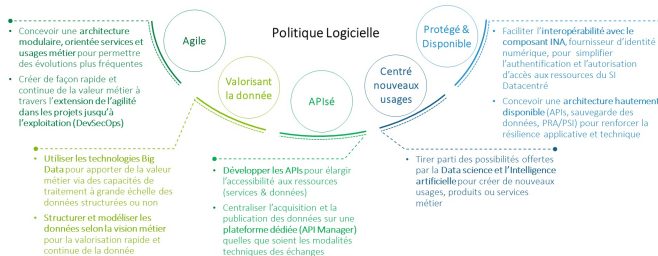 Politique Logicielle
Agile
Valorisant
la donnée
APIsé
Centré
nouveaux
usages
Protégé &
Disponible
• Concevoir une architecture
modulaire, orientée services et
usages métier pour permettre
des évolutions plus fréquentes
• Créer de façon rapide et
continue de la valeur métier à
travers l'extension de l'agilité
dans les projets jusqu'à
l'exploitation (DevSecOps)
• Utiliser les technologies Big
Data pour apporter de la valeur
métier via des capacités de
traitement à grande échelle des
données structurées ou non
• Structurer et modéliser les
données selon la vision métier
pour la valorisation rapide et
continue de la donnée
• Développer les APIs pour élargir
l'accessibilité aux ressources
(services & données)
• Centraliser l'acquisition et la
publication des données sur une
plateforme dédiée (API Manager)
quelles que soient les modalités
techniques des échanges
• Tirer parti des possibilités offertes
par la Data science et l'Intelligence
artificielle pour créer de nouveaux
usages, produits ou services
métier
• Faciliter l'interopérabilité avec le
composant INA, fournisseur d'identité
numérique, pour simplifier
l'authentification et l'autorisation
d'accès aux ressources du SI
Datacentré
• Concevoir une architecture hautement
disponible (APIs, sauvegarde des
données, PRA/PSI) pour renforcer la
résilience applicative et technique